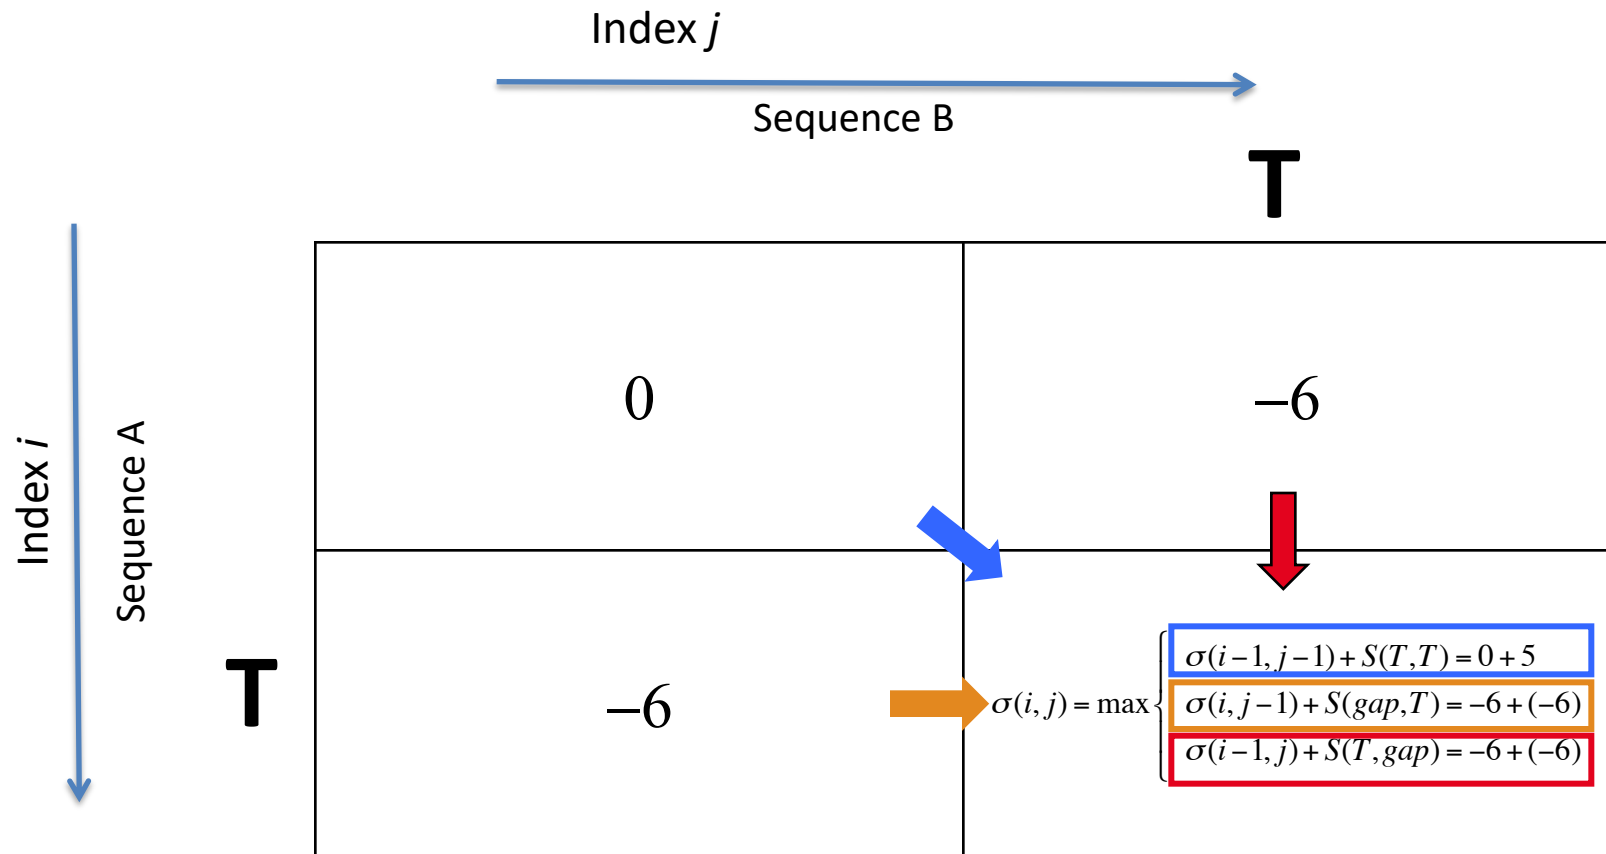 Index j
Sequence B
T
Index i
Sequence A
0
−6
T
−6
σ(i, j) = max
σ(i−1, j−1) + S(T,T) = 0 + 5
σ(i, j−1) + S(gap,T) = −6 + (−6)
σ(i−1, j) + S(T, gap) = −6 + (−6)